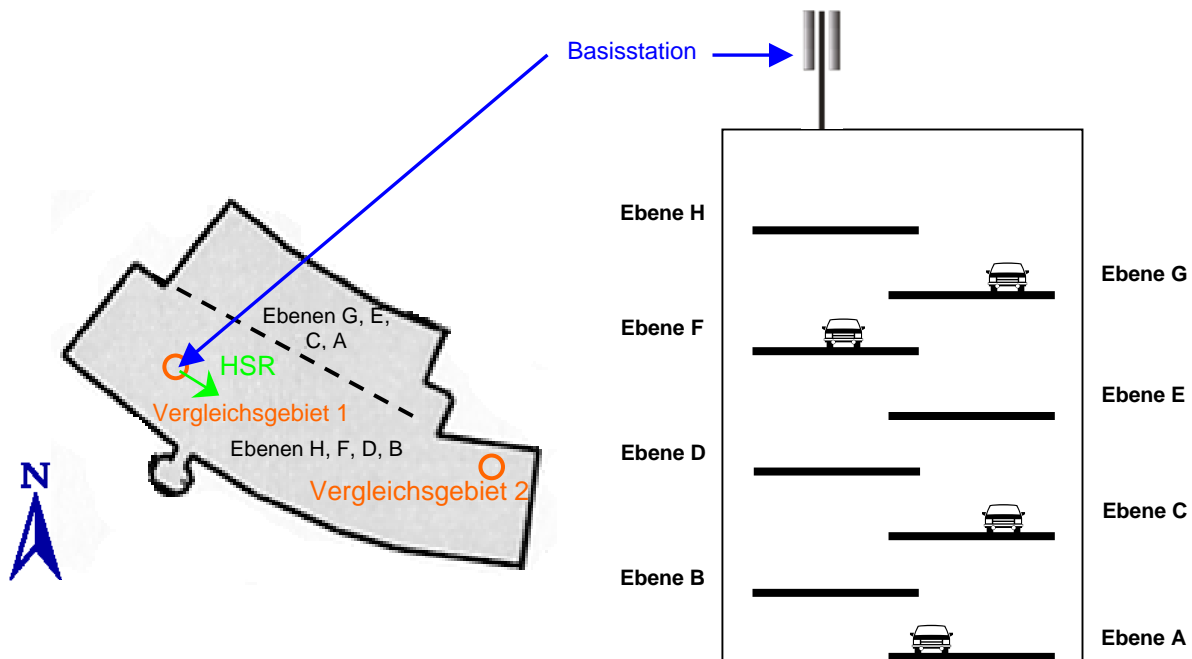 Basisstation
Ebenen G, E,
C, A
HSR
Vergleichsgebiet 1
Ebenen H, F, D, B
Vergleichsgebiet 2
N
Ebene H
Ebene G
Ebene F
Ebene E
Ebene D
Ebene C
Ebene B
Ebene A